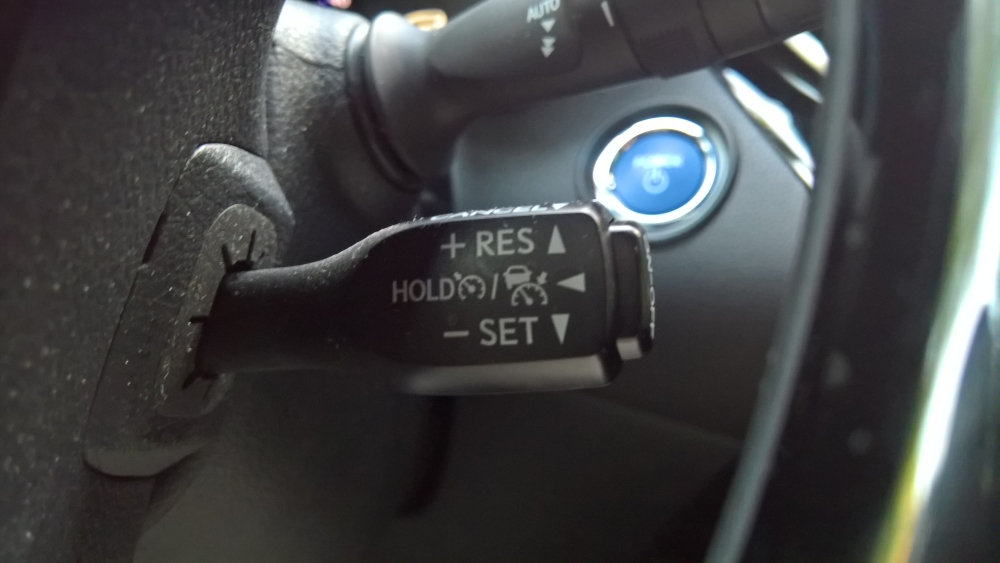 AUTO
CANCEL
+ RES
HOLD /
− SET